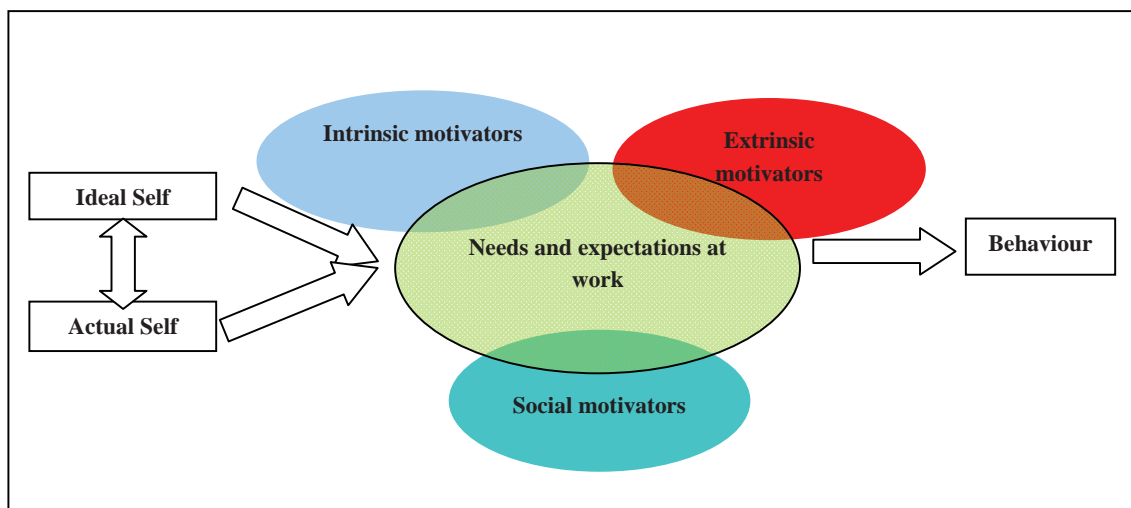 Intrinsic motivators
Extrinsic
motivators
Ideal Self
Needs and expectations at
work
Behaviour
Actual Self
Social motivators